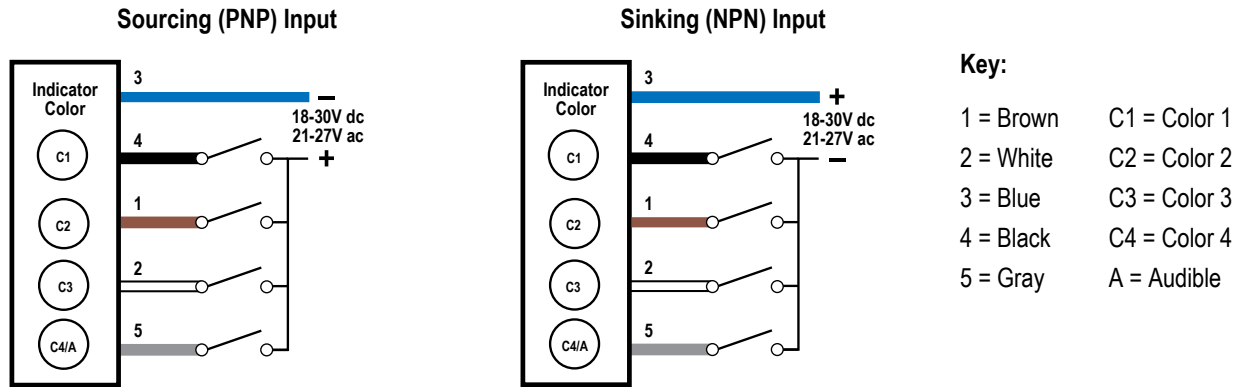 Sourcing (PNP) Input
Indicator
Color
3
–
18-30V dc
21-27V ac
C1
4
+
C2
1
C3
2
C4/A
5
Sinking (NPN) Input
Indicator
Color
3
+
18-30V dc
21-27V ac
C1
4
–
C2
1
C3
2
C4/A
5
Key:
1 = Brown C1 = Color 1
2 = White C2 = Color 2
3 = Blue C3 = Color 3
4 = Black C4 = Color 4
5 = Gray A = Audible